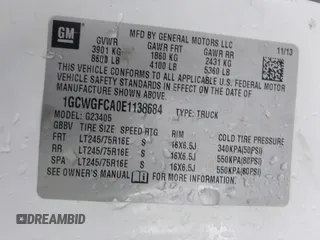 GM
MFD BY GENERAL MOTORS LLC
11/13
GVWR GAWR FRT GAWR RR
3901 KG 1860 KG 2431 KG
8600 LB 4100 LB 5360 LB
THIS VEHICLE CONFORMS TO ALL APPLICABLE U.S. FEDERAL MOTOR VEHICLE SAFETY STANDARDS IN EFFECT ON THE DATE OF MANUFACTURE SHOWN ABOVE.
1GCWGFCA0E1138684 TYPE: TRUCK
MODEL: G23405
GBBV TIRE SIZE SPEED RTG RIM COLD TIRE PRESSURE
FRT LT245/75R16E S 16X6.5J 340KPA(50PSI)
RR LT245/75R16E S 16X6.5J 550KPA(80PSI)
SPA LT245/75R16E S 16X6.5J 550KPA(80PSI)
SEE OWNER'S MANUAL FOR ADDITIONAL INFORMATION.
DREAMBID